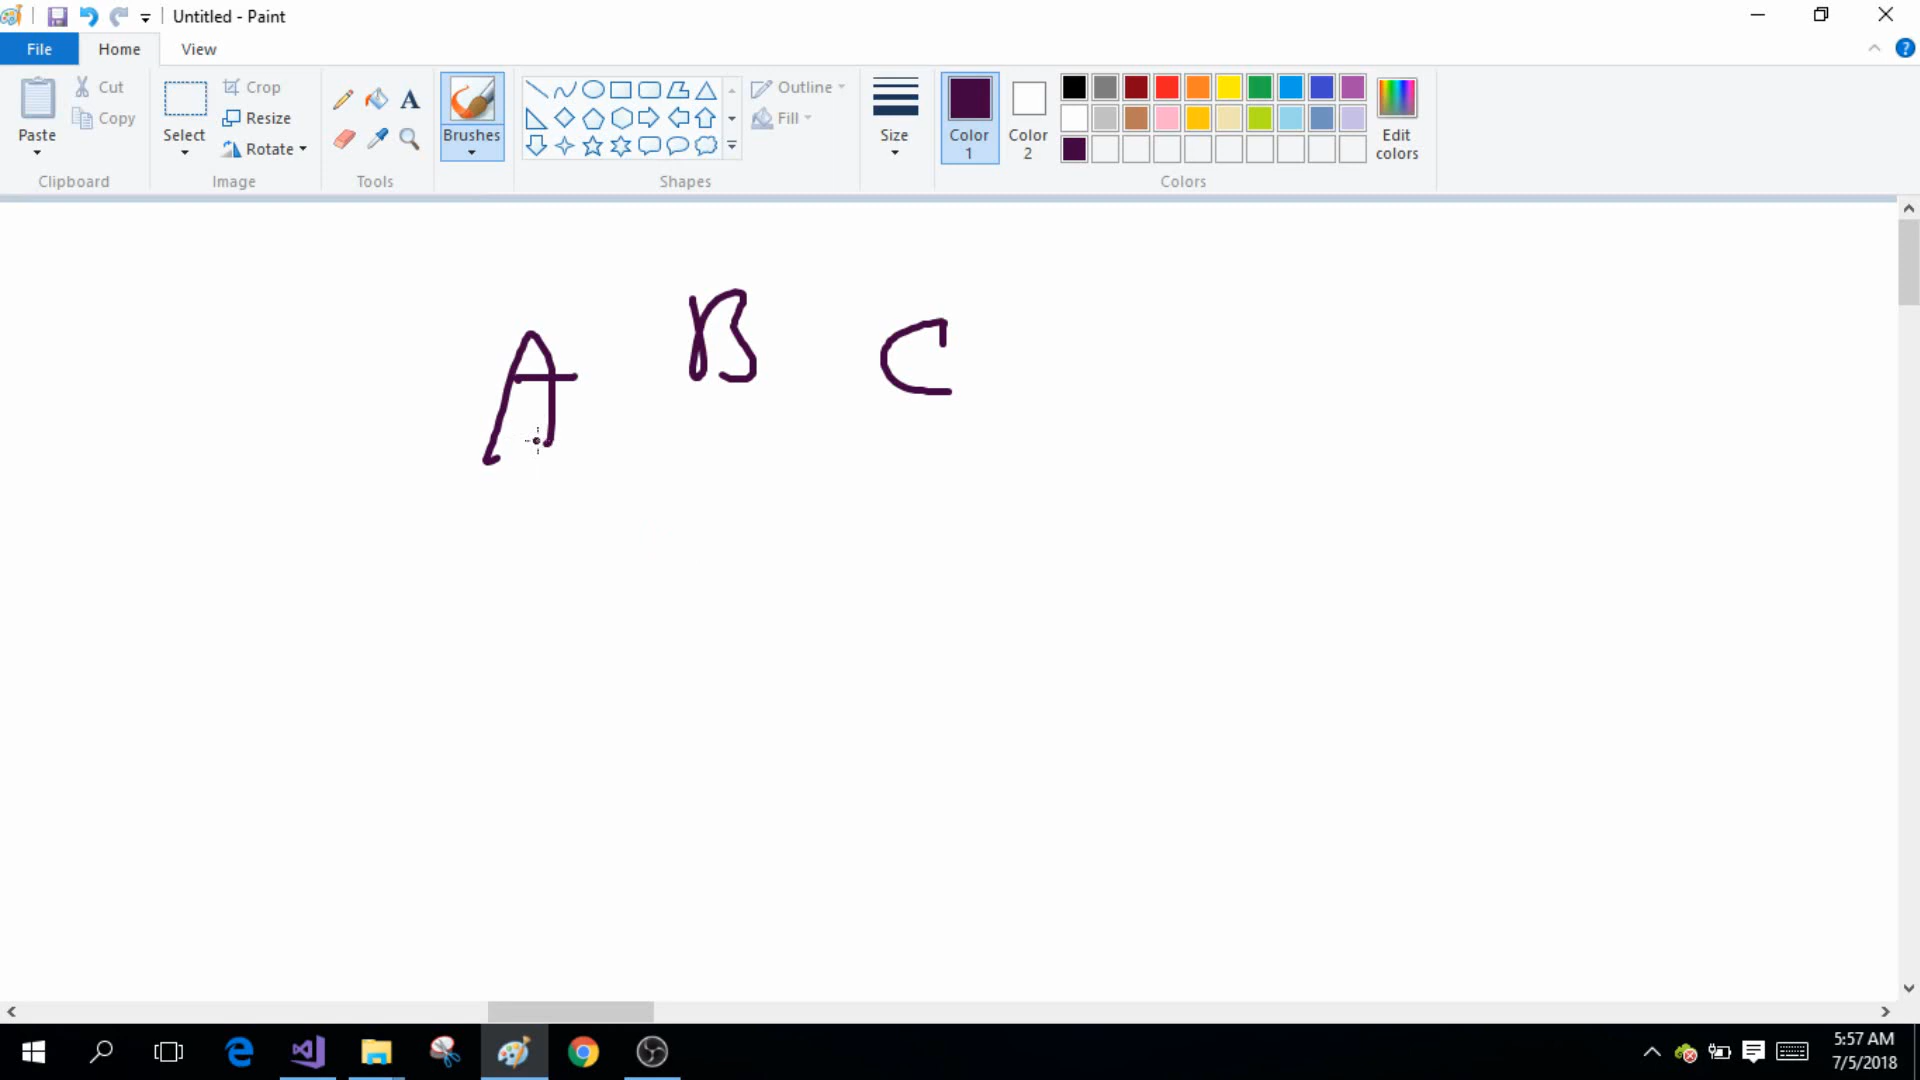 Untitled - Paint
File Home View
Paste
Cut
Copy
Clipboard
Select
Crop
Resize
Rotate
Image
A
Tools
Brushes
Outline
Fill
Shapes
Size
Color 1
Color 2
Edit colors
Colors
A B C
5:57 AM
7/5/2018